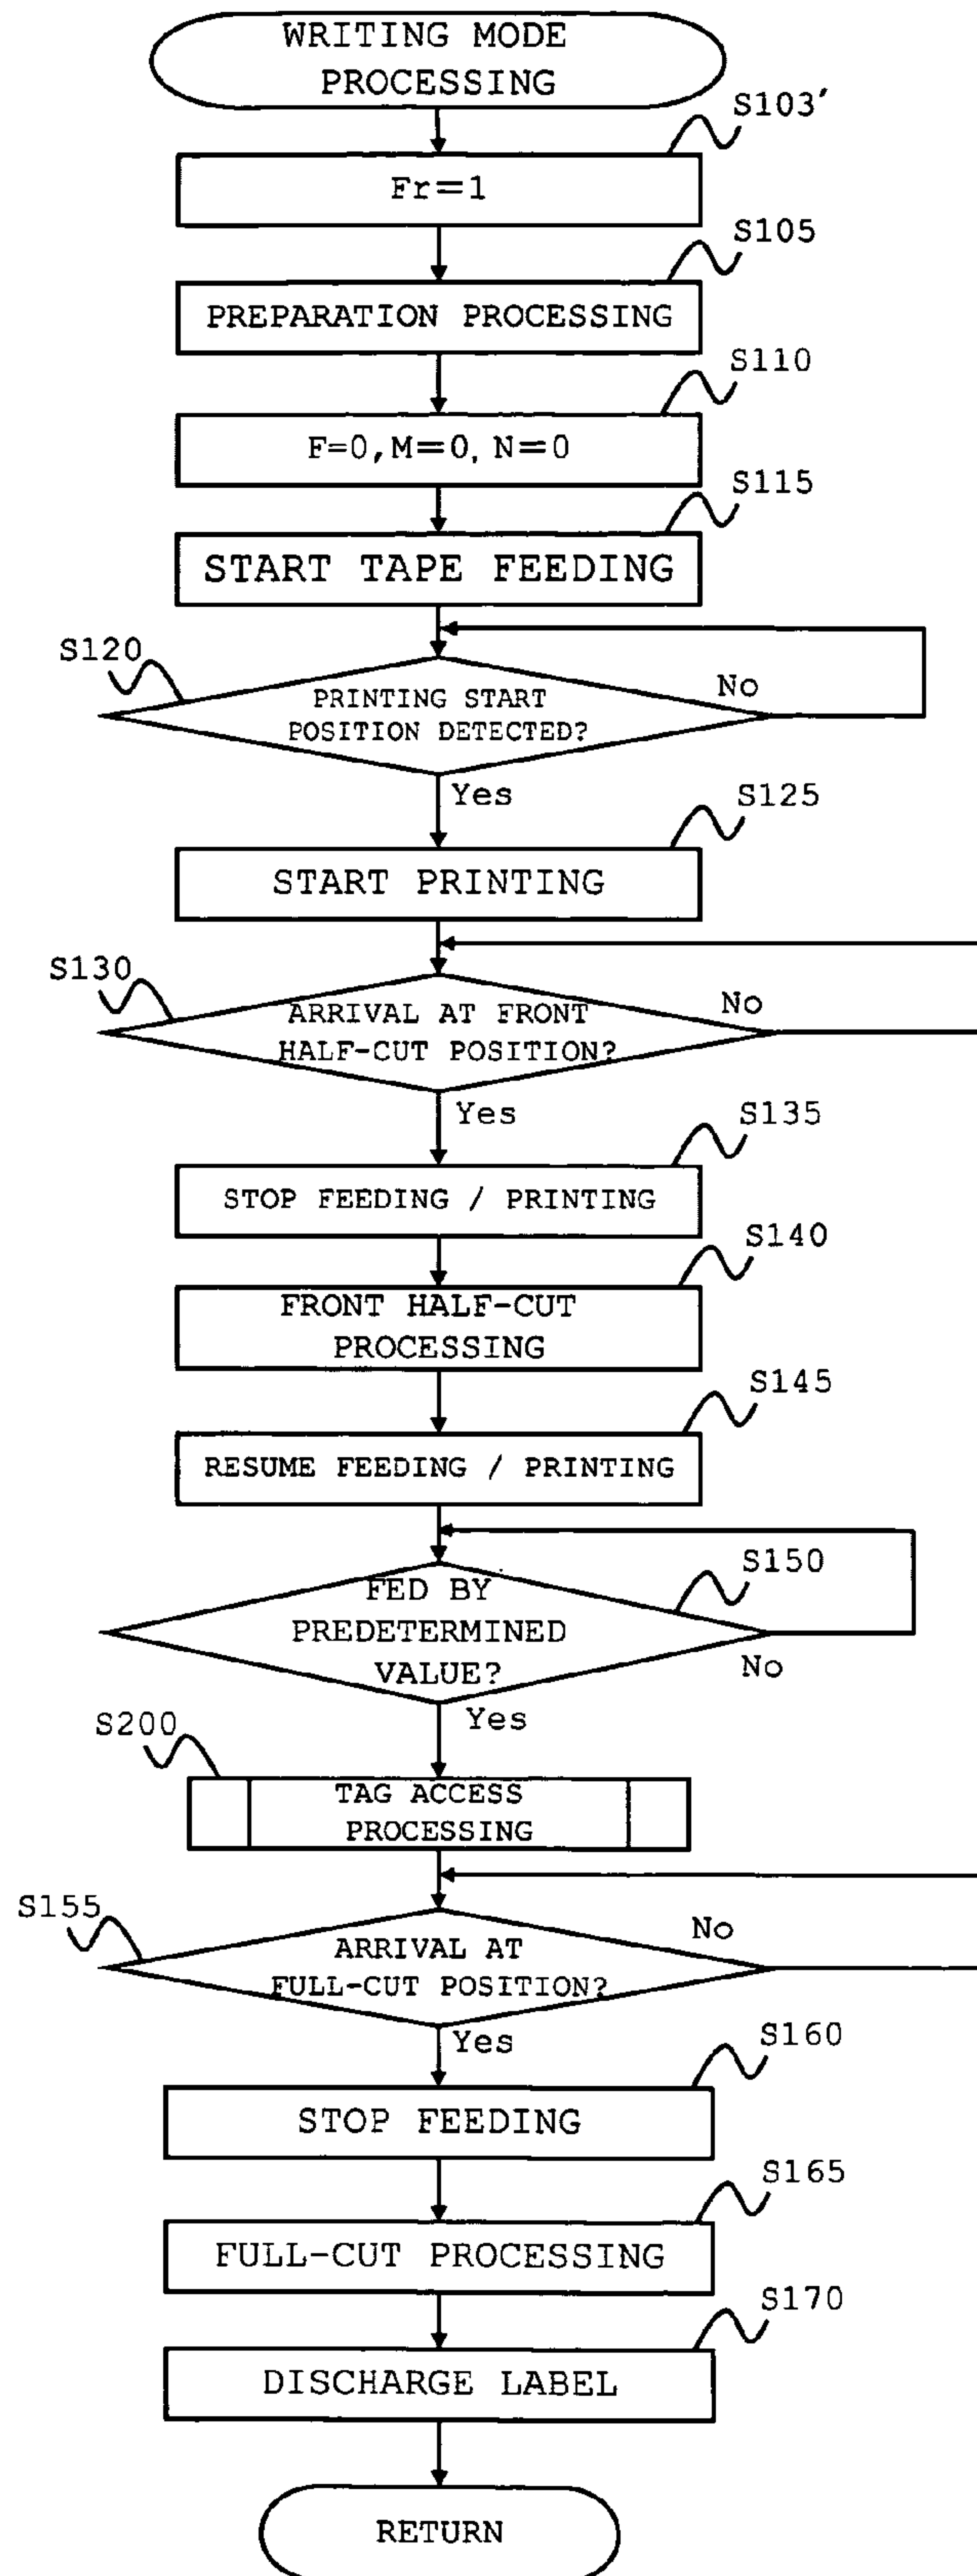 WRITING MODE
PROCESSING
S103′
Fr=1
S105
PREPARATION PROCESSING
S110
F=0, M=0, N=0
S115
START TAPE FEEDING
S120
PRINTING START
POSITION DETECTED?
No
Yes
S125
START PRINTING
S130
ARRIVAL AT FRONT
HALF-CUT POSITION?
No
Yes
S135
STOP FEEDING / PRINTING
S140
FRONT HALF-CUT
PROCESSING
S145
RESUME FEEDING / PRINTING
S150
FED BY
PREDETERMINED
VALUE?
No
Yes
S200
TAG ACCESS
PROCESSING
S155
ARRIVAL AT
FULL-CUT POSITION?
No
Yes
S160
STOP FEEDING
S165
FULL-CUT PROCESSING
S170
DISCHARGE LABEL
RETURN